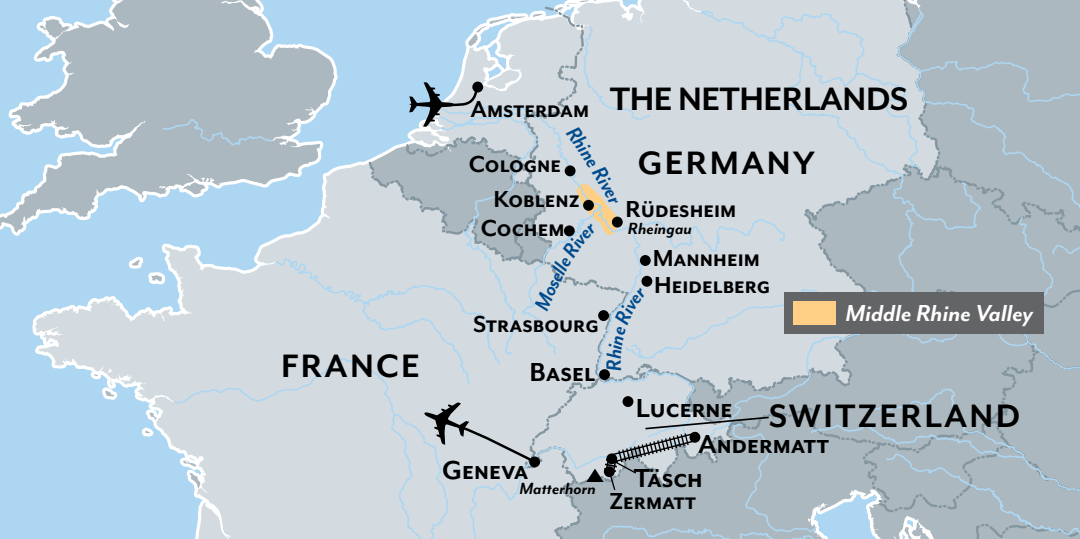 THE NETHERLANDS
AMSTERDAM
Rhine River
COLOGNE
GERMANY
KOBLENZ
RÜDESHEIM
Rheingau
COCHEM
Moselle River
MANNHEIM
HEIDELBERG
Middle Rhine Valley
STRASBOURG
Rhine River
FRANCE
BASEL
LUCERNE
SWITZERLAND
ANDERMATT
GENEVA
TÄSCH
Matterhorn
ZERMATT